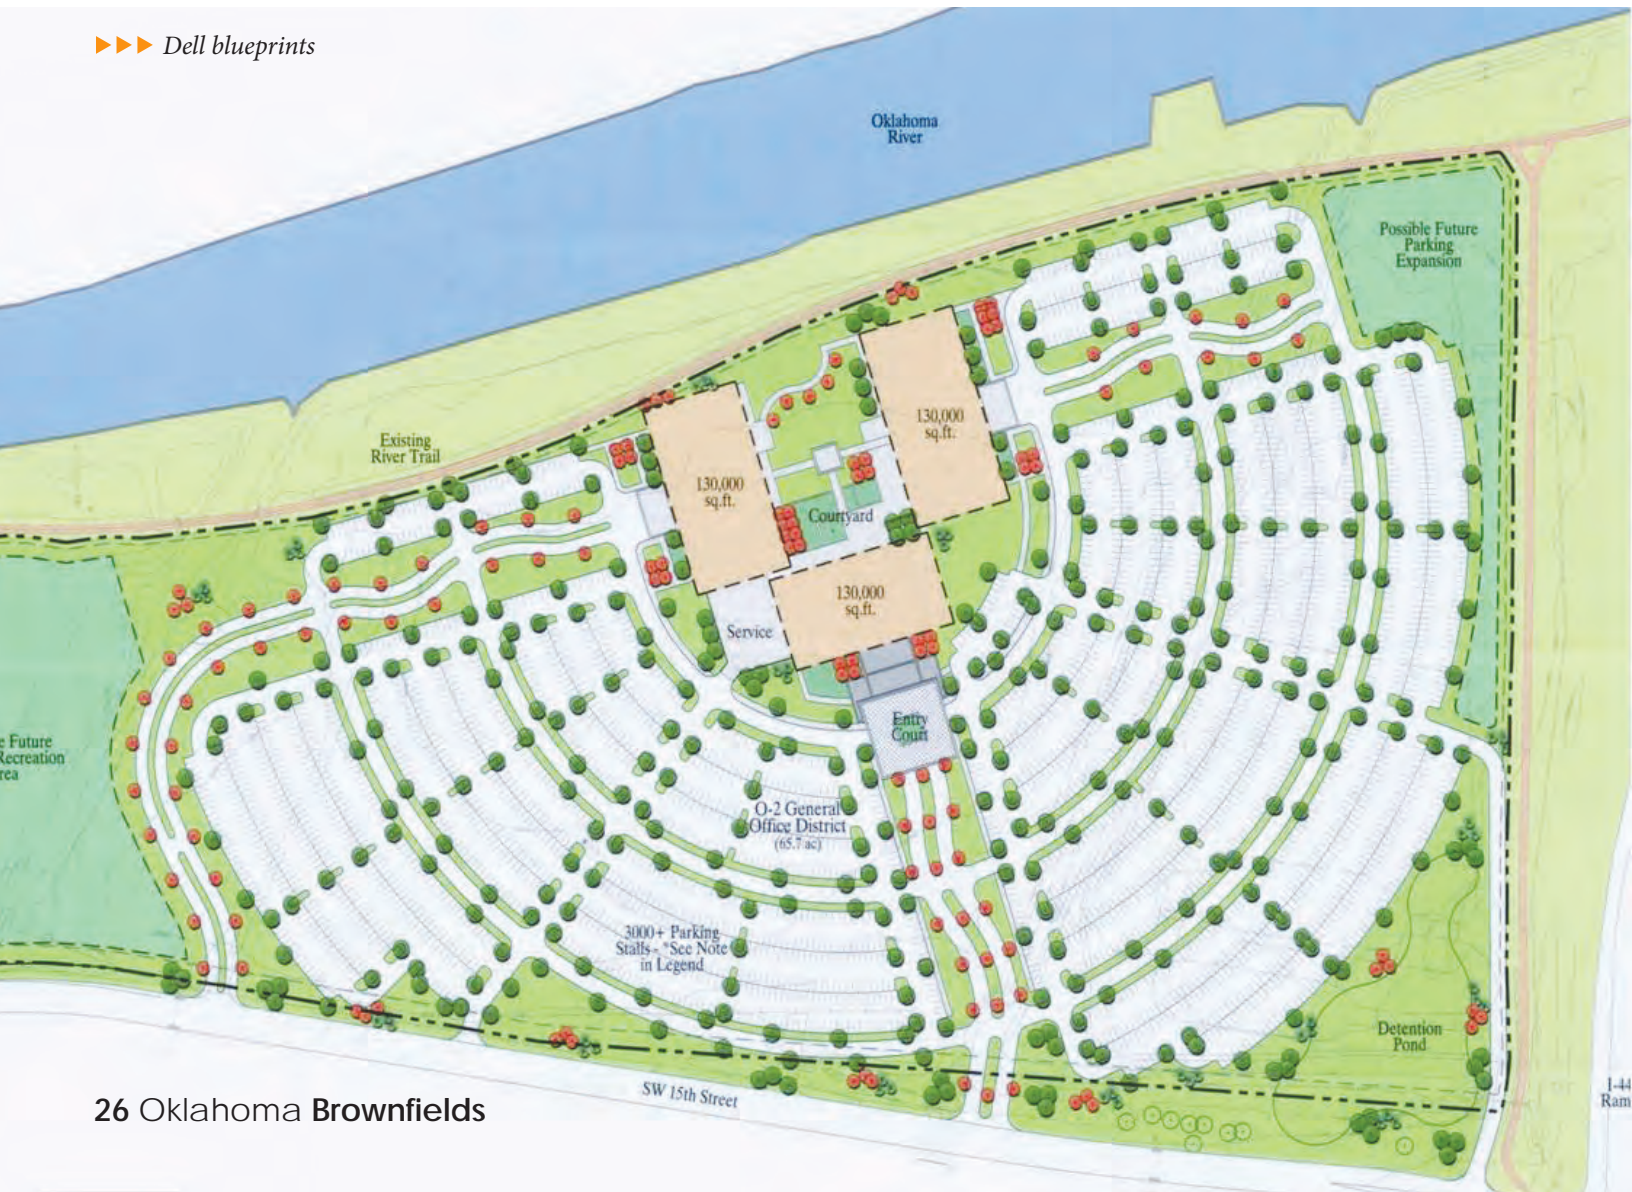 Dell blueprints
Oklahoma
River
Possible Future
Parking
Expansion
130,000
sq.ft.
Existing
River Trail
130,000
sq.ft.
Courtyard
130,000
sq.ft.
Service
Entry
Court
e Future
Recreation
rea
O-2 General
Office District
(65.7 ac)
3000+ Parking
Stalls - *See Note
in Legend
Detention
Pond
SW 15th Street
I-44
Ram
26 Oklahoma Brownfields